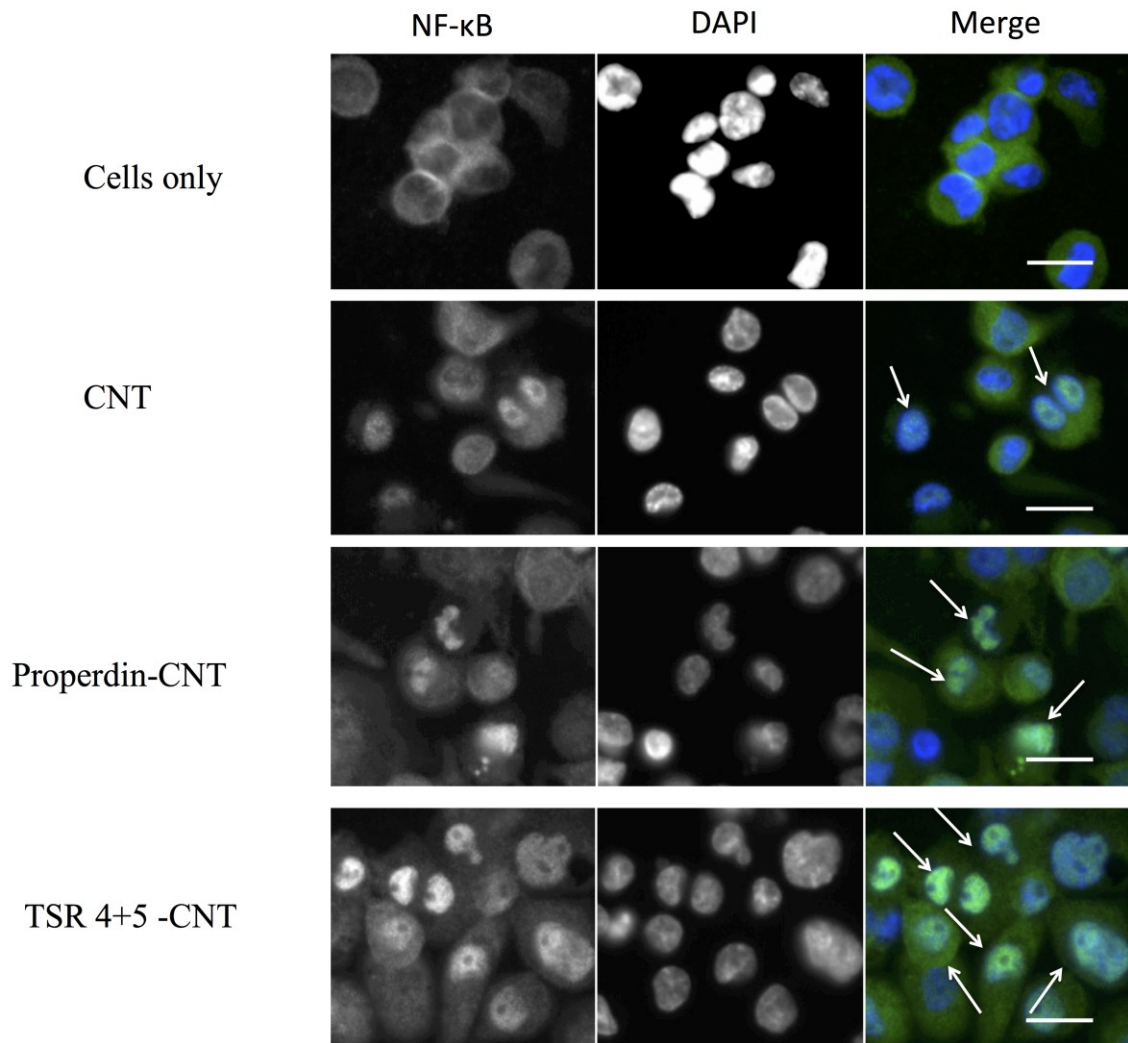 NF-κB DAPI Merge
Cells only
CNT
Properdin-CNT
TSR 4+5 -CNT